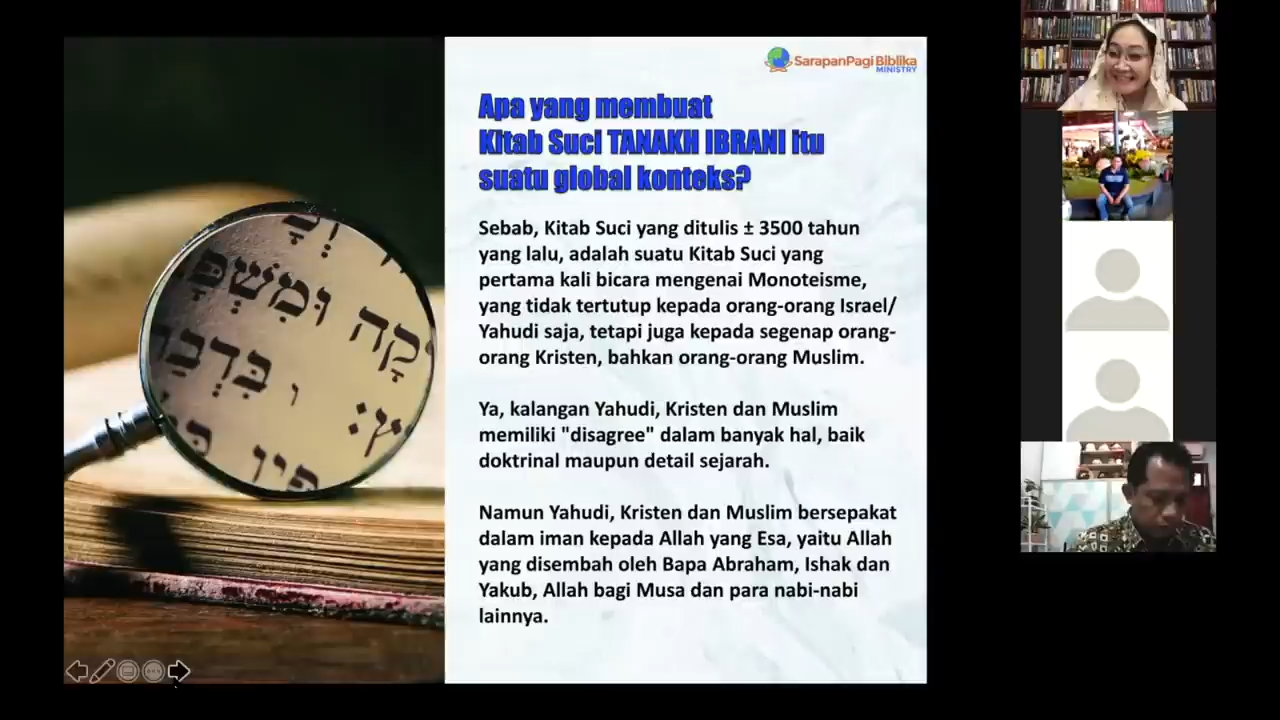 SarapanPagi Biblika
MINISTRY
Apa yang membuat
Kitab Suci TANAKH IBRANI itu
suatu global konteks?
Sebab, Kitab Suci yang ditulis ± 3500 tahun
yang lalu, adalah suatu Kitab Suci yang
pertama kali bicara mengenai Monoteisme,
yang tidak tertutup kepada orang-orang Israel/
Yahudi saja, tetapi juga kepada segenap orang-
orang Kristen, bahkan orang-orang Muslim.
Ya, kalangan Yahudi, Kristen dan Muslim
memiliki "disagree" dalam banyak hal, baik
doktrinal maupun detail sejarah.
Namun Yahudi, Kristen dan Muslim bersepakat
dalam iman kepada Allah yang Esa, yaitu Allah
yang disembah oleh Bapa Abraham, Ishak dan
Yakub, Allah bagi Musa dan para nabi-nabi
lainnya.